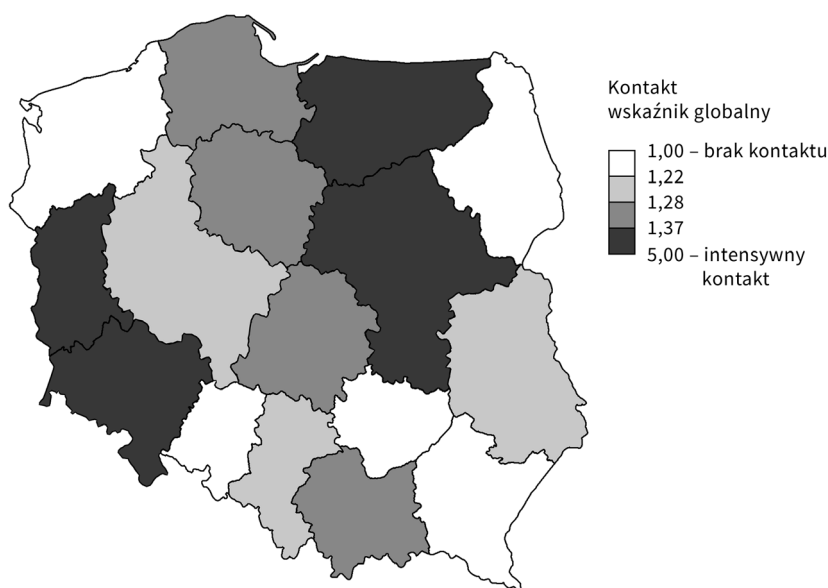 Kontakt
wskaźnik globalny
1,00 – brak kontaktu
1,22
1,28
1,37
5,00 – intensywny
kontakt